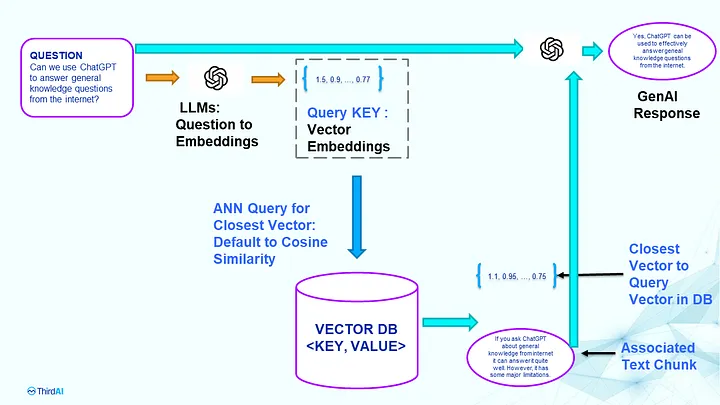 QUESTION
Can we use ChatGPT
to answer general
knowledge questions
from the internet?
LLMs:
Question to
Embeddings
{ 1.5, 0.9, ..., 0.77 }
Query KEY :
Vector
Embeddings
Yes, ChatGPT can be
used to effectively
answer geneal
knowledge questions
from the internet.
GenAI
Response
ANN Query for
Closest Vector:
Default to Cosine
Similarity
VECTOR DB
<KEY, VALUE>
{ 1.1, 0.95, ..., 0.75 }
Closest
Vector to
Query
Vector in DB
If you ask ChatGPT
about general
knowledge from internet
it can answer it quite
well. However, it has
some major limitations.
Associated
Text Chunk
ThirdAI